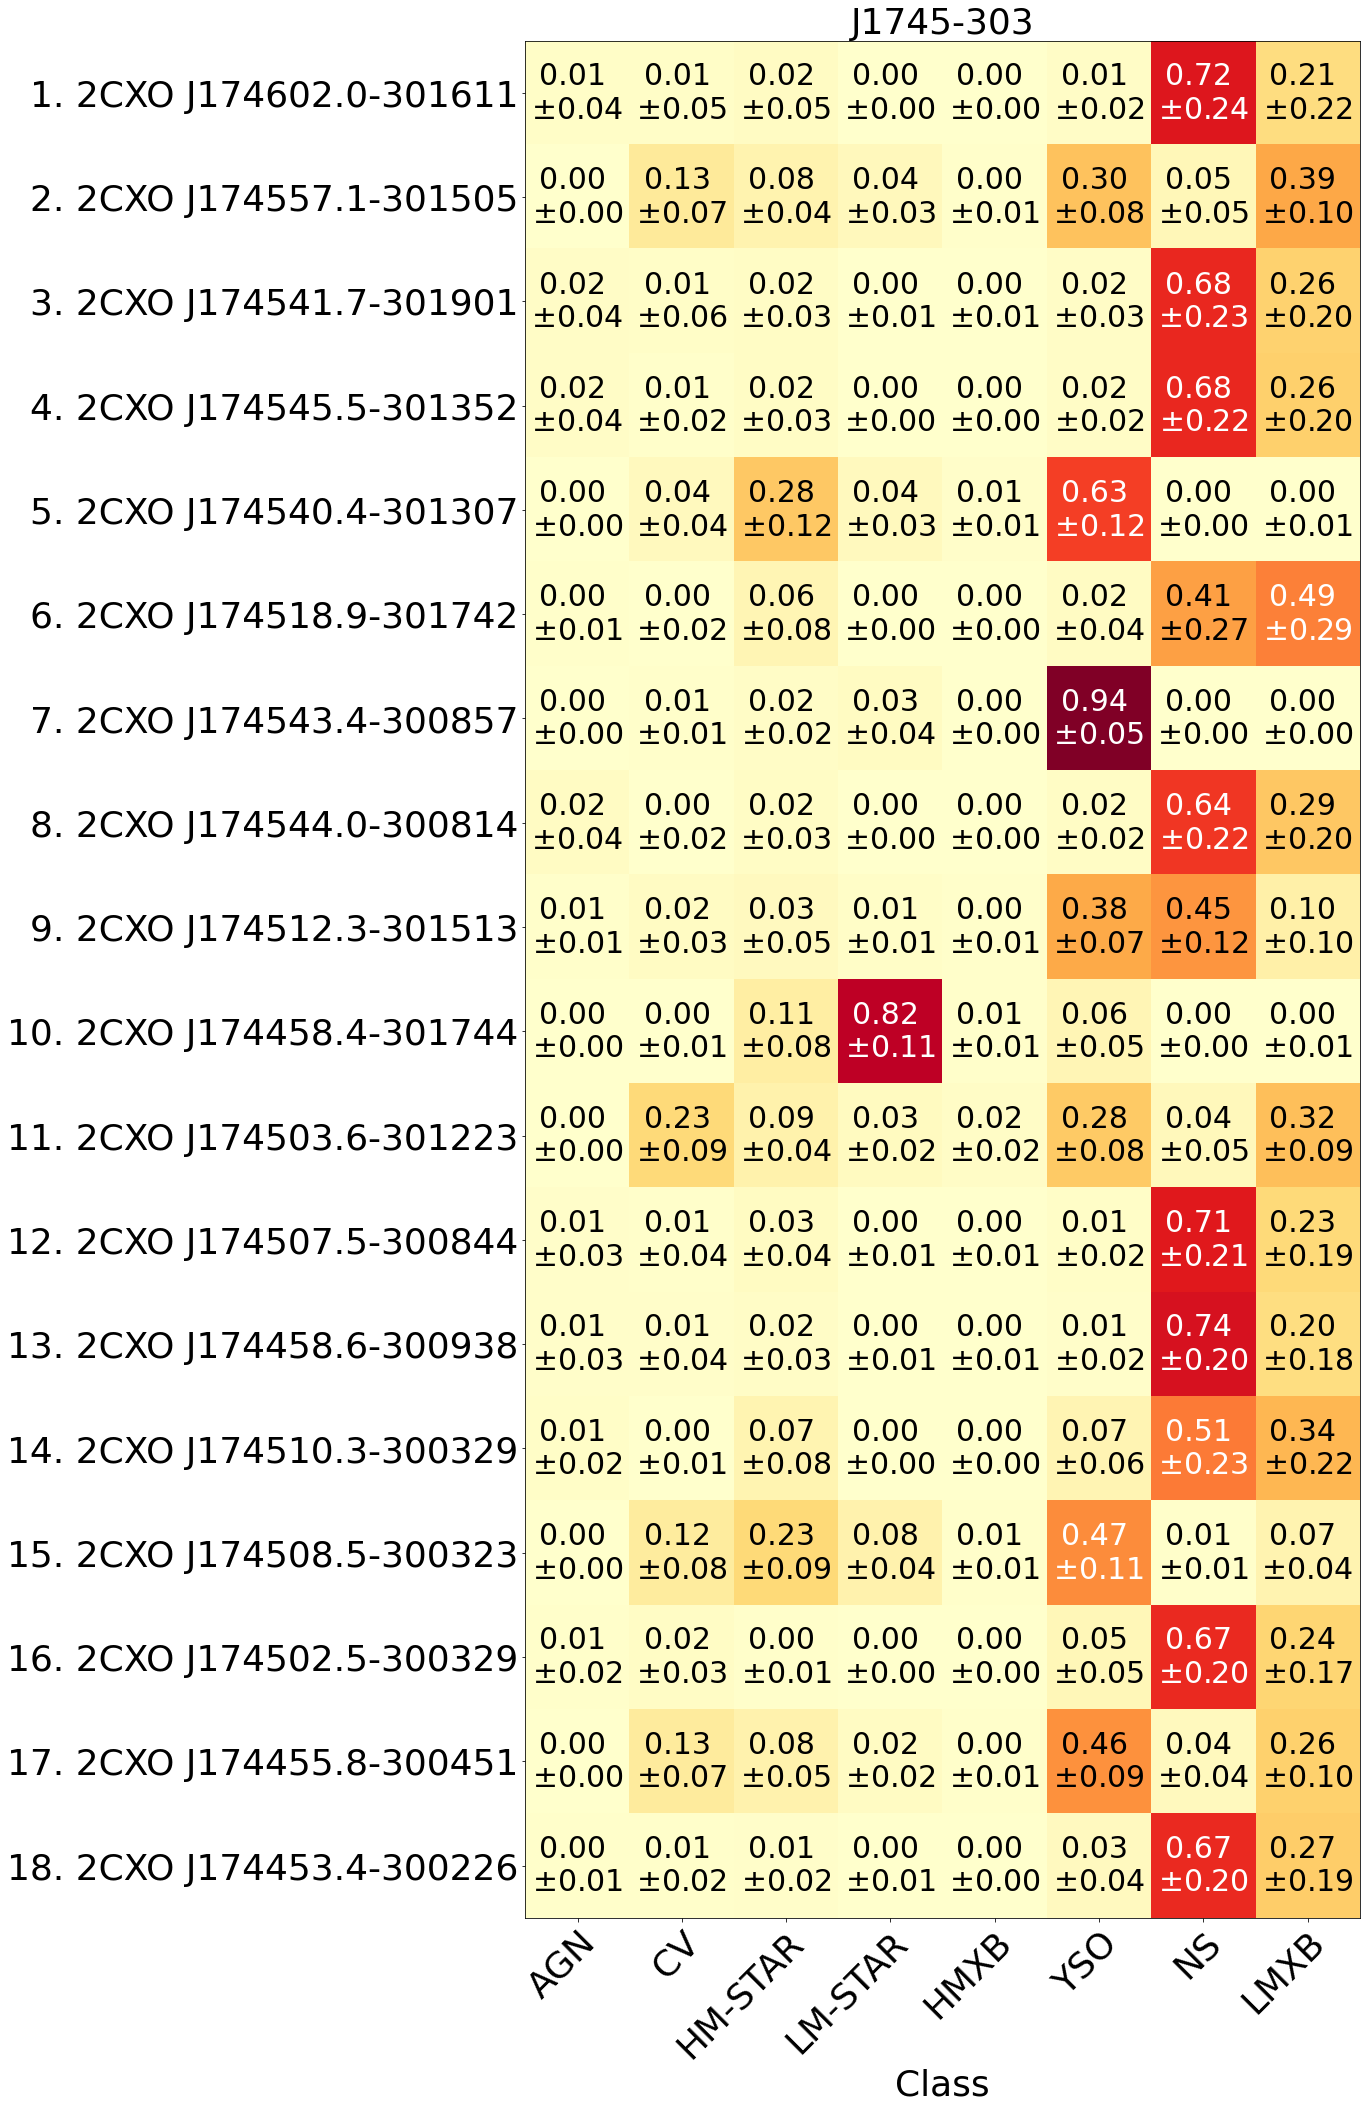 J1745-303
1. 2CXO J174602.0-301611 0.01 0.01 0.02 0.00 0.00 0.01 0.72 0.21
±0.04 ±0.05 ±0.05 ±0.00 ±0.00 ±0.02 ±0.24 ±0.22
2. 2CXO J174557.1-301505 0.00 0.13 0.08 0.04 0.00 0.30 0.05 0.39
±0.00 ±0.07 ±0.04 ±0.03 ±0.01 ±0.08 ±0.05 ±0.10
3. 2CXO J174541.7-301901 0.02 0.01 0.02 0.00 0.00 0.02 0.68 0.26
±0.04 ±0.06 ±0.03 ±0.01 ±0.01 ±0.03 ±0.23 ±0.20
4. 2CXO J174545.5-301352 0.02 0.01 0.02 0.00 0.00 0.02 0.68 0.26
±0.04 ±0.02 ±0.03 ±0.00 ±0.00 ±0.02 ±0.22 ±0.20
5. 2CXO J174540.4-301307 0.00 0.04 0.28 0.04 0.01 0.63 0.00 0.00
±0.00 ±0.04 ±0.12 ±0.03 ±0.01 ±0.12 ±0.00 ±0.01
6. 2CXO J174518.9-301742 0.00 0.00 0.06 0.00 0.00 0.02 0.41 0.49
±0.01 ±0.02 ±0.08 ±0.00 ±0.00 ±0.04 ±0.27 ±0.29
7. 2CXO J174543.4-300857 0.00 0.01 0.02 0.03 0.00 0.94 0.00 0.00
±0.00 ±0.01 ±0.02 ±0.04 ±0.00 ±0.05 ±0.00 ±0.00
8. 2CXO J174544.0-300814 0.02 0.00 0.02 0.00 0.00 0.02 0.64 0.29
±0.04 ±0.02 ±0.03 ±0.00 ±0.00 ±0.02 ±0.22 ±0.20
9. 2CXO J174512.3-301513 0.01 0.02 0.03 0.01 0.00 0.38 0.45 0.10
±0.01 ±0.03 ±0.05 ±0.01 ±0.01 ±0.07 ±0.12 ±0.10
10. 2CXO J174458.4-301744 0.00 0.00 0.11 0.82 0.01 0.06 0.00 0.00
±0.00 ±0.01 ±0.08 ±0.11 ±0.01 ±0.05 ±0.00 ±0.01
11. 2CXO J174503.6-301223 0.00 0.23 0.09 0.03 0.02 0.28 0.04 0.32
±0.00 ±0.09 ±0.04 ±0.02 ±0.02 ±0.08 ±0.05 ±0.09
12. 2CXO J174507.5-300844 0.01 0.01 0.03 0.00 0.00 0.01 0.71 0.23
±0.03 ±0.04 ±0.04 ±0.01 ±0.01 ±0.02 ±0.21 ±0.19
13. 2CXO J174458.6-300938 0.01 0.01 0.02 0.00 0.00 0.01 0.74 0.20
±0.03 ±0.04 ±0.03 ±0.01 ±0.01 ±0.02 ±0.20 ±0.18
14. 2CXO J174510.3-300329 0.01 0.00 0.07 0.00 0.00 0.07 0.51 0.34
±0.02 ±0.01 ±0.08 ±0.00 ±0.00 ±0.06 ±0.23 ±0.22
15. 2CXO J174508.5-300323 0.00 0.12 0.23 0.08 0.01 0.47 0.01 0.07
±0.00 ±0.08 ±0.09 ±0.04 ±0.01 ±0.11 ±0.01 ±0.04
16. 2CXO J174502.5-300329 0.01 0.02 0.00 0.00 0.00 0.05 0.67 0.24
±0.02 ±0.03 ±0.01 ±0.00 ±0.00 ±0.05 ±0.20 ±0.17
17. 2CXO J174455.8-300451 0.00 0.13 0.08 0.02 0.00 0.46 0.04 0.26
±0.00 ±0.07 ±0.05 ±0.02 ±0.01 ±0.09 ±0.04 ±0.10
18. 2CXO J174453.4-300226 0.00 0.01 0.01 0.00 0.00 0.03 0.67 0.27
±0.01 ±0.02 ±0.02 ±0.01 ±0.00 ±0.04 ±0.20 ±0.19
AGN CV HM-STAR LM-STAR HMXB YSO NS LMXB
Class